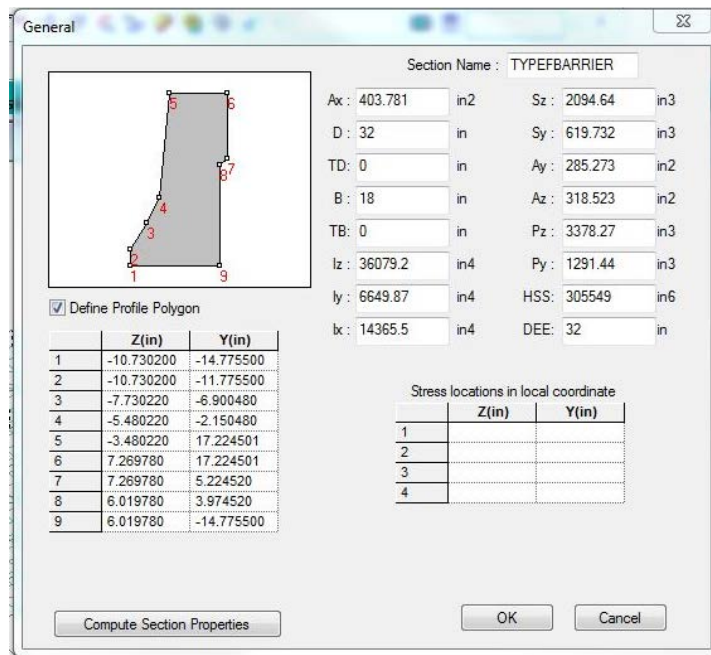 General
Section Name : TYPEFBARRIER
5 6
7
8
4
3
2
1 9
Ax : 403.781 in2 Sz : 2094.64 in3
D : 32 in Sy : 619.732 in3
TD: 0 in Ay : 285.273 in2
B : 18 in Az : 318.523 in2
TB: 0 in Pz : 3378.27 in3
Iz : 36079.2 in4 Py : 1291.44 in3
Iy : 6649.87 in4 HSS: 305549 in6
Ix : 14365.5 in4 DEE: 32 in
Define Profile Polygon
Z(in) Y(in)
1 -10.730200 -14.775500
2 -10.730200 -11.775500
3 -7.730220 -6.900480
4 -5.480220 -2.150480
5 -3.480220 17.224501
6 7.269780 17.224501
7 7.269780 5.224520
8 6.019780 3.974520
9 6.019780 -14.775500
Stress locations in local coordinate
Z(in) Y(in)
1
2
3
4
Compute Section Properties
OK Cancel